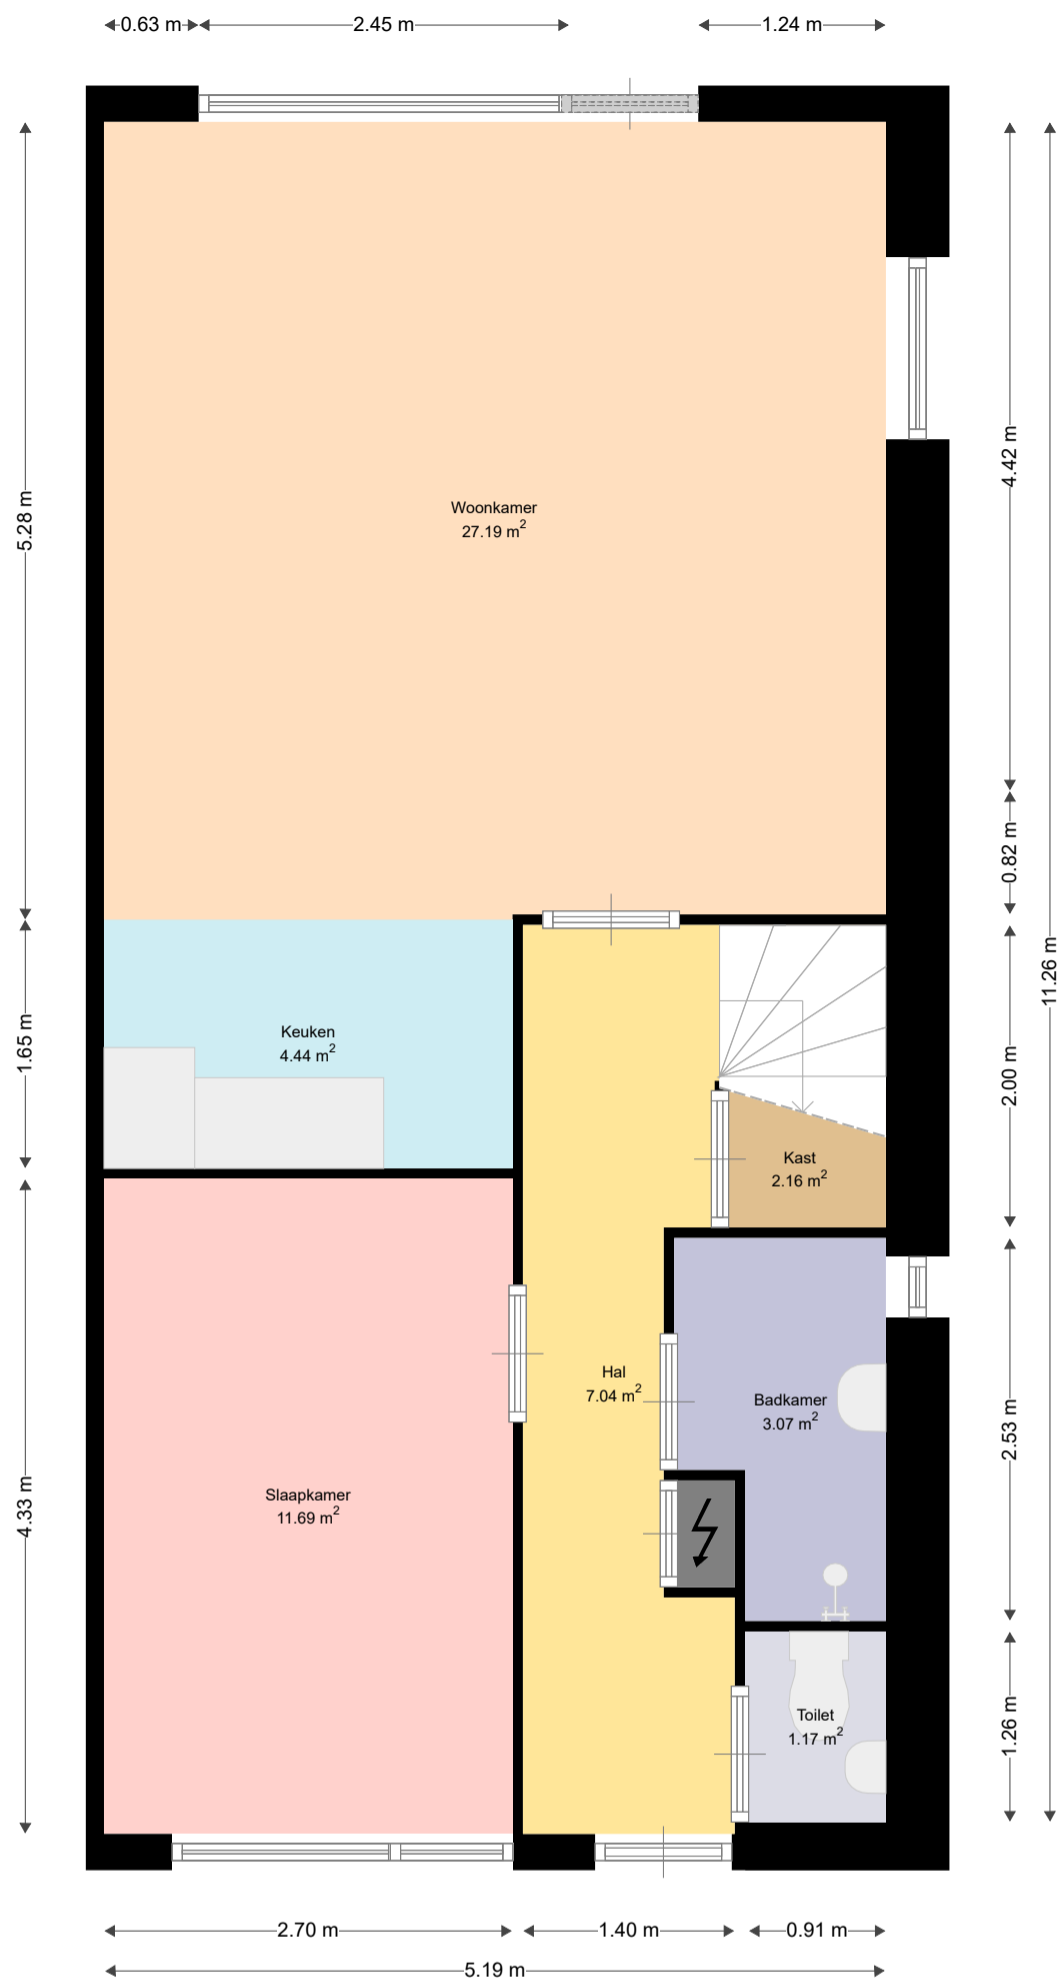 0.63 m
2.45 m
1.24 m
5.28 m
4.42 m
11.26 m
Woonkamer
27.19 m²
0.82 m
1.65 m
Keuken
4.44 m²
2.00 m
Kast
2.16 m²
Hal
7.04 m²
Badkamer
3.07 m²
2.53 m
4.33 m
Slaapkamer
11.69 m²
Toilet
1.17 m²
1.26 m
2.70 m
1.40 m
0.91 m
5.19 m